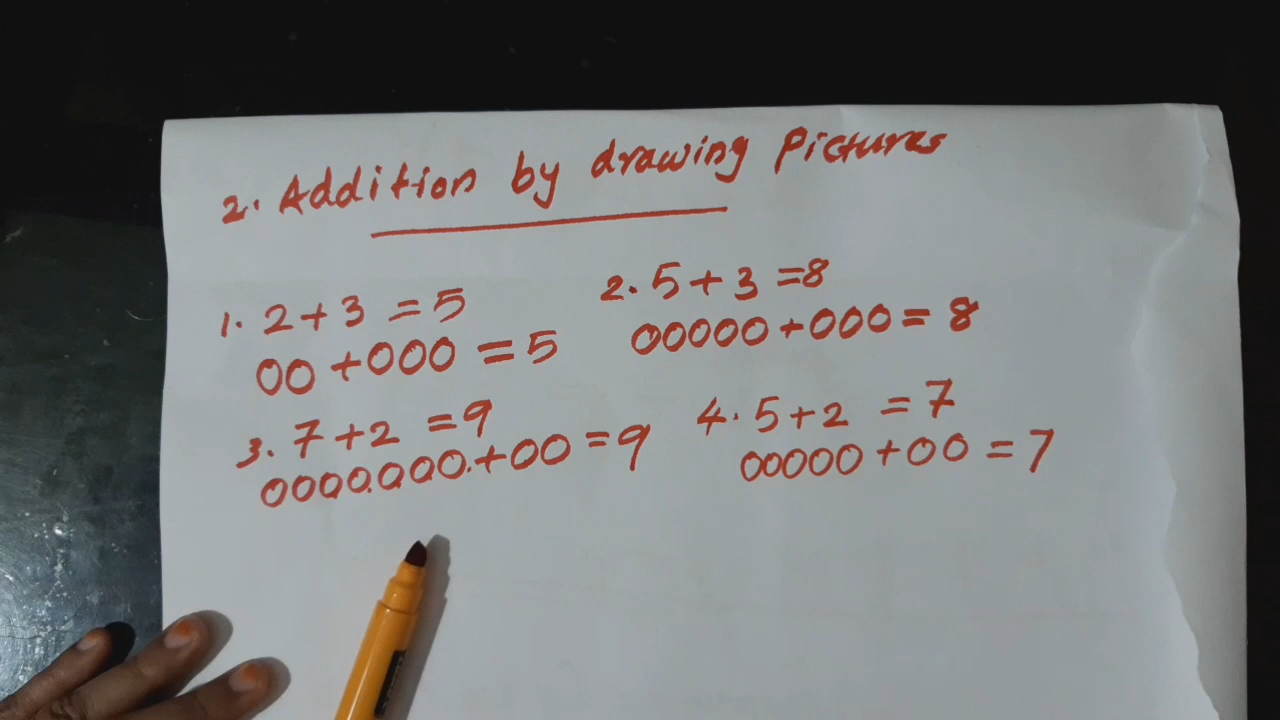 2. Addition by drawing Pictures
1. 2+3 =5
00 +000 =5
2. 5+3 =8
00000+000= 8
3. 7+2 =9
0000000.+00 =9
4. 5+2 =7
00000+00 =7